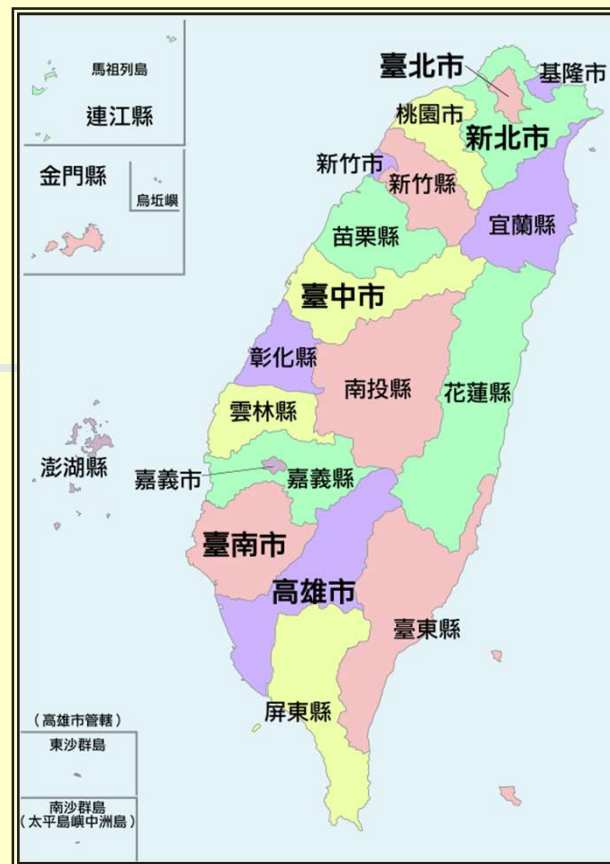 馬祖列島
連江縣
金門縣
烏坵嶼
臺北市
基隆市
桃園市
新北市
新竹市
新竹縣
宜蘭縣
苗栗縣
臺中市
彰化縣
南投縣
花蓮縣
雲林縣
澎湖縣
嘉義市
嘉義縣
臺南市
高雄市
臺東縣
屏東縣
(高雄市管轄)
東沙群島
南沙群島
(太平島嶼中洲島)